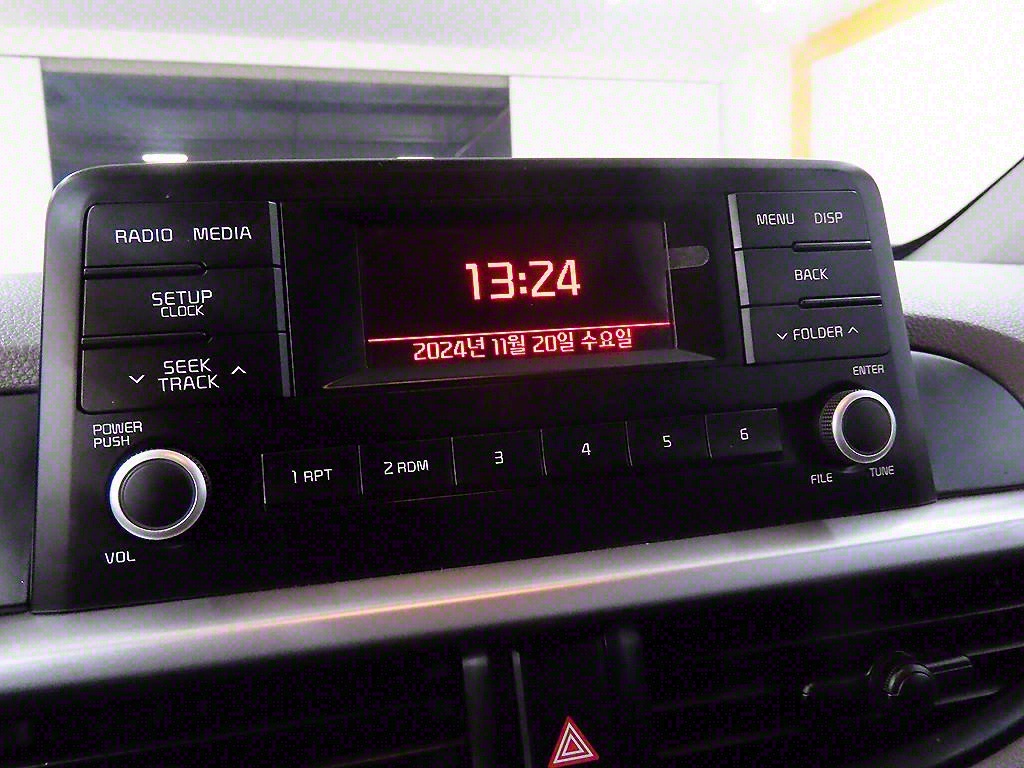 RADIO MEDIA
SETUP
CLOCK
SEEK
TRACK
POWER
PUSH
VOL
13:24
2024년 11월 20일 수요일
1 RPT
2 RDM
3
4
5
6
MENU DISP
BACK
FOLDER
ENTER
FILE
TUNE